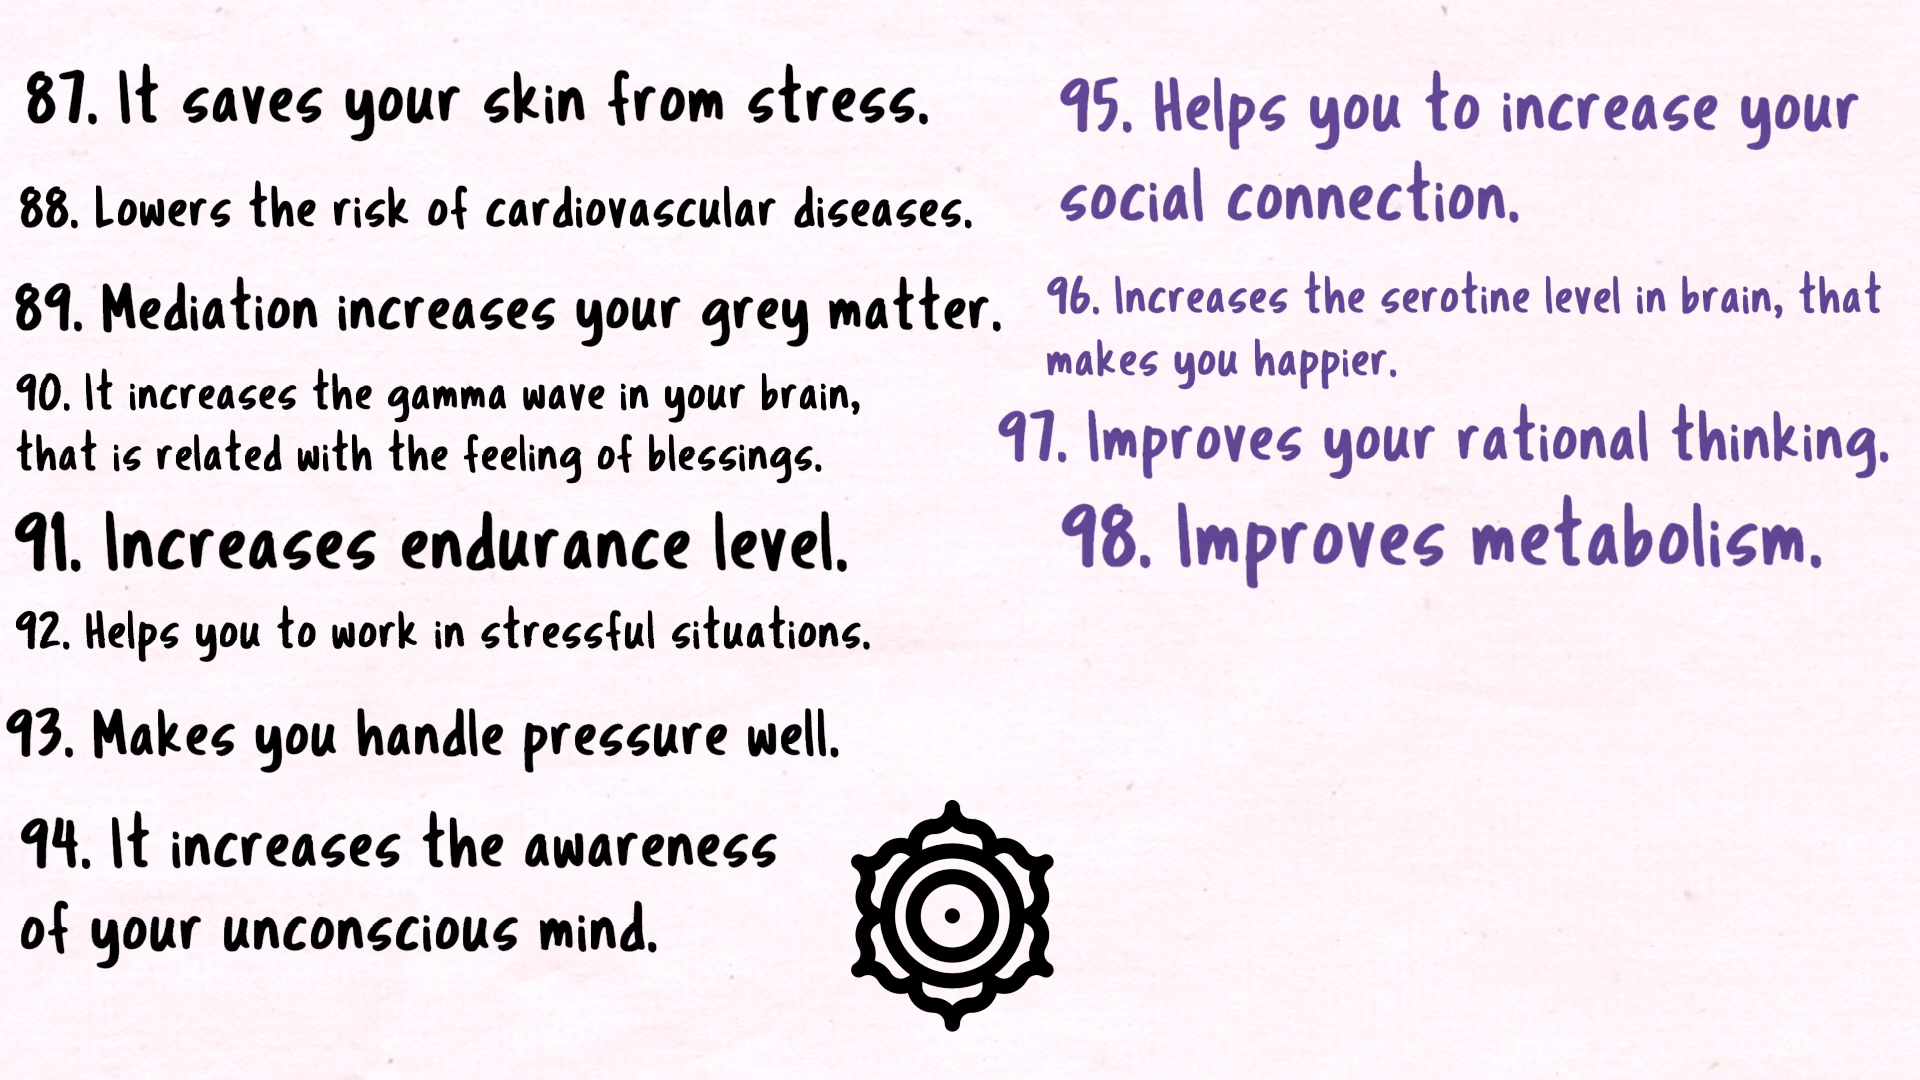 87. It saves your skin from stress.
88. Lowers the risk of cardiovascular diseases.
89. Mediation increases your grey matter.
90. It increases the gamma wave in your brain,
that is related with the feeling of blessings.
91. Increases endurance level.
92. Helps you to work in stressful situations.
93. Makes you handle pressure well.
94. It increases the awareness
of your unconscious mind.
95. Helps you to increase your
social connection.
96. Increases the serotine level in brain, that
makes you happier.
97. Improves your rational thinking.
98. Improves metabolism.